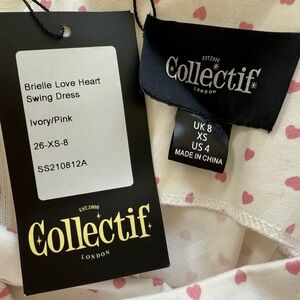 Brielle Love Heart
Swing Dress
Ivory/Pink
26-XS-8
SS210812A
EST 2000
Collectif
LONDON
EST 2000
Collectif
LONDON
UK 8
XS
US 4
MADE IN CHINA